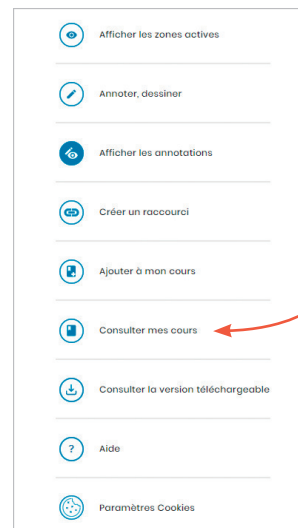 Afficher les zones actives
Annoter, dessiner
Afficher les annotations
Créer un raccourci
Ajouter à mon cours
Consulter mes cours
Consulter la version téléchargeable
?
Aide
Paramètres Cookies